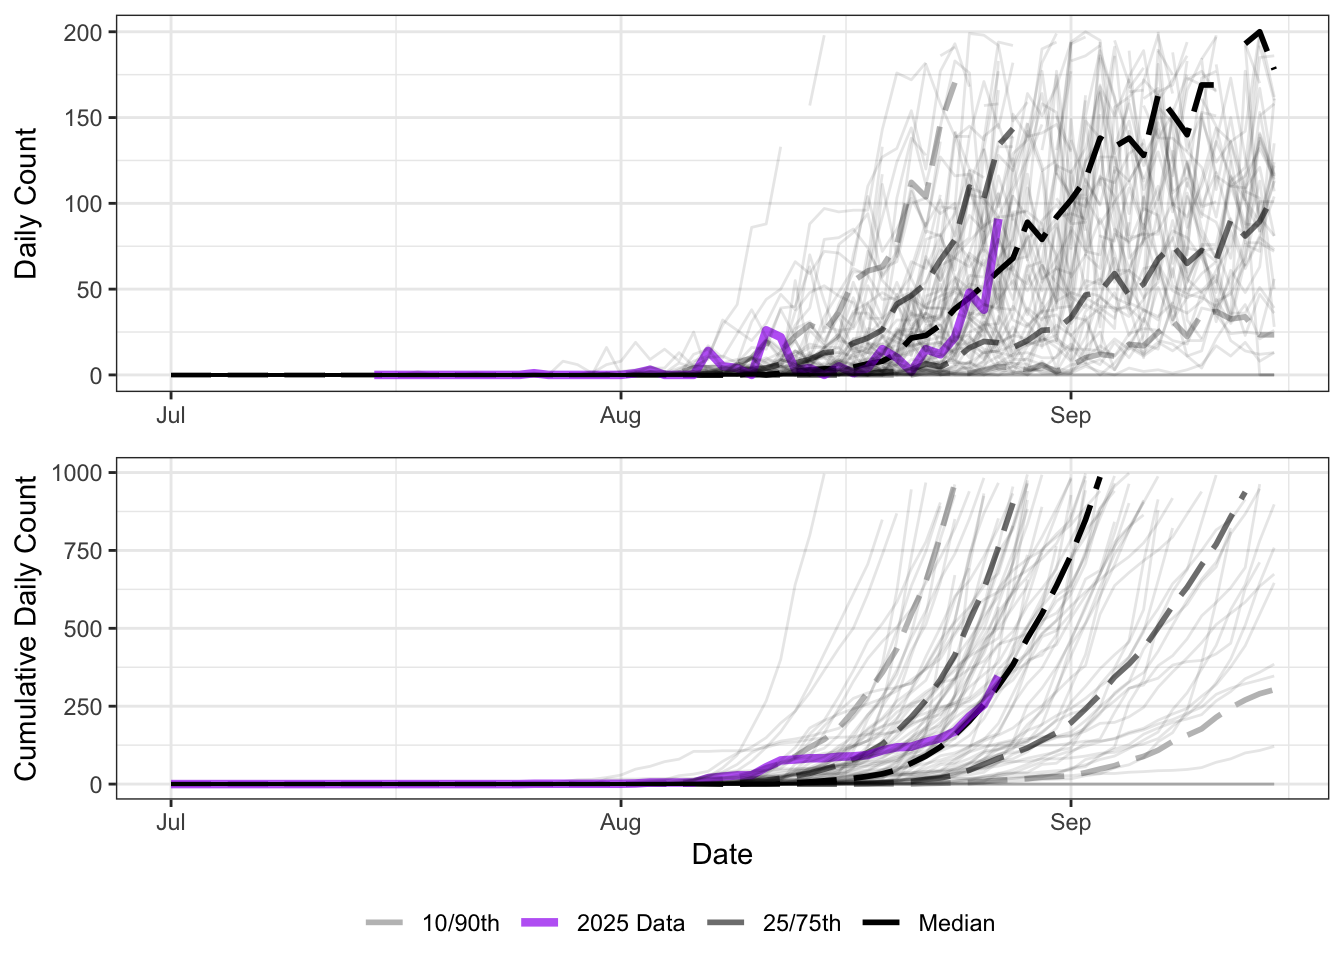 Daily Count
200
150
100
50
0
Jul Aug Sep
Cumulative Daily Count
1000
750
500
250
0
Jul Aug Sep
Date
10/90th 2025 Data 25/75th Median